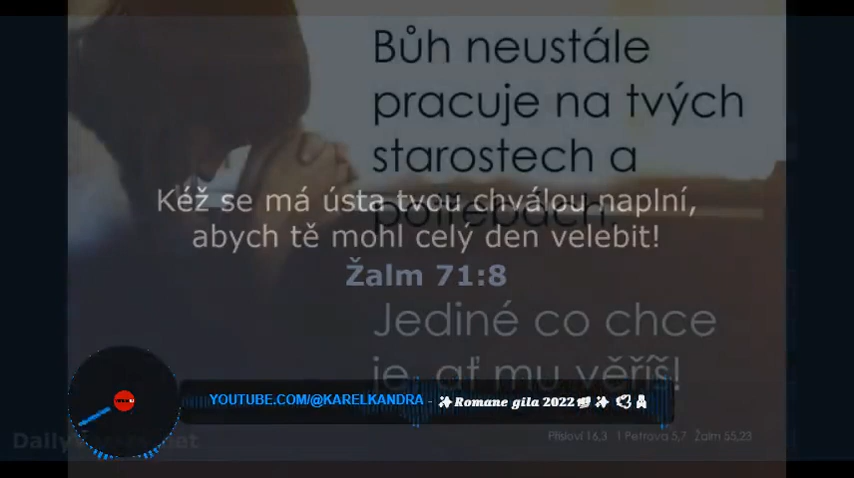 Bůh neustále
pracuje na tvých
starostech a
potřebách.
Kéž se má ústa tvou chválou naplní,
abych tě mohl celý den velebit!
Žalm 71:8
Jediné co chce
je, ať mu věříš!
YOUTUBE.COM/@KARELKANDRA - ✨Romane gila 2022
Přísloví 16,3 1 Petrova 5,7 Žalm 55,23